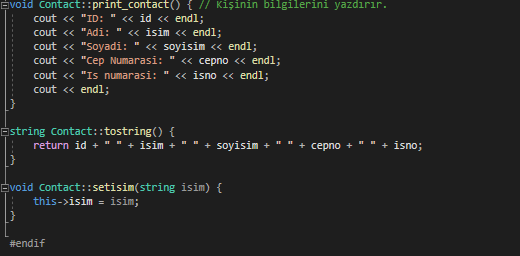 void Contact::print_contact() { // Kişinin bilgilerini yazdırır.
cout << "ID: " << id << endl;
cout << "Adi: " << isim << endl;
cout << "Soyadi: " << soyisim << endl;
cout << "Cep Numarasi: " << cepno << endl;
cout << "Is numarasi: " << isno << endl;
cout << endl;
}
string Contact::tostring() {
return id + " " + isim + " " + soyisim + " " + cepno + " " + isno;
}
void Contact::setisim(string isim) {
this->isim = isim;
}
#endif